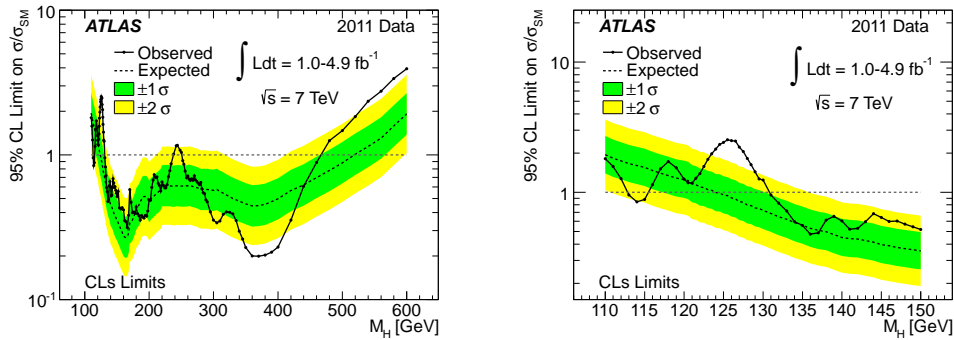 ATLAS 2011 Data
Observed
Expected
±1 σ
±2 σ
∫ Ldt = 1.0-4.9 fb⁻¹
√s = 7 TeV
CLs Limits
95% CL Limit on σ/σSM
10
1
10⁻¹
100 200 300 400 500 600
M_H [GeV]
ATLAS 2011 Data
Observed
Expected
±1 σ
±2 σ
∫ Ldt = 1.0-4.9 fb⁻¹
√s = 7 TeV
CLs Limits
95% CL Limit on σ/σSM
10
1
110 115 120 125 130 135 140 145 150
M_H [GeV]